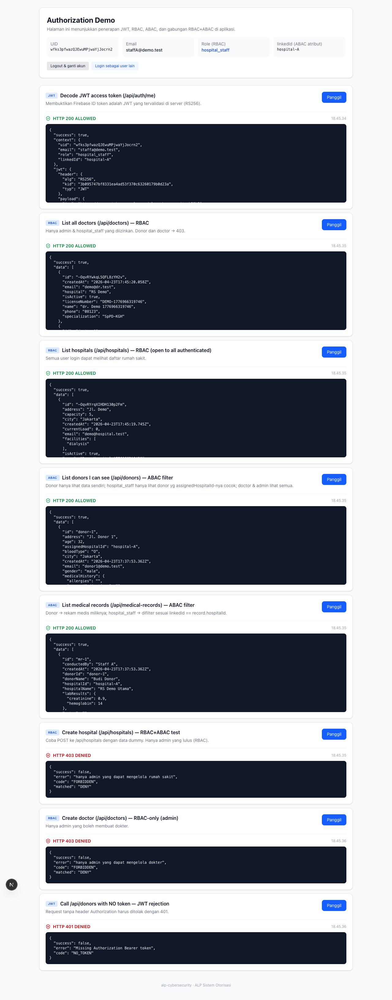 Authorization Demo
Halaman ini menunjukkan penerapan JWT, RBAC, ABAC, dan gabungan RBAC+ABAC di aplikasi.
UID
wfks3pfwazQJEwuMPjwaYjJocrn2
Email
staffA@demo.test
Role (RBAC)
hospital_staff
linkedId (ABAC atribut)
hospital-A
Logout & ganti akun
Login sebagai user lain
JWT Decode JWT access token (/api/auth/me)
Panggil
Membuktikan Firebase ID token adalah JWT yang tervalidasi di server (RS256).
HTTP 200 ALLOWED
18.45.34
{
"success": true,
"context": {
"uid": "wfks3pfwazQJEwuMPjwaYjJocrn2",
"email": "staffa@demo.test",
"role": "hospital_staff",
"linkedId": "hospital-A"
},
"jwt": {
"header": {
"alg": "RS256",
"kid": "3b095747bf8331ea4ad53f370c63260179b0d23a",
"typ": "JWT"
},
"payload": {
RBAC List all doctors (/api/doctors) — RBAC
Panggil
Hanya admin & hospital_staff yang diizinkan. Donor dan doctor → 403.
HTTP 200 ALLOWED
18.45.35
{
"success": true,
"data": [
{
"id": "-OqvRYwkqL5QFL8zYH2v",
"createdAt": "2026-04-23T17:45:20.058Z",
"email": "demo@dr.test",
"hospital": "RS Demo",
"isActive": true,
"licenseNumber": "DEMO-1776966319746",
"name": "dr. Demo 1776966319746",
"phone": "08123",
"specialization": "SpPD-KGH"
},
{
RBAC List hospitals (/api/hospitals) — RBAC (open to all authenticated)
Panggil
Semua user login dapat melihat daftar rumah sakit.
HTTP 200 ALLOWED
18.45.35
{
"success": true,
"data": [
{
"id": "-OqvRYrqXIHDH130p2Fm",
"address": "Jl. Demo",
"capacity": 5,
"city": "Jakarta",
"createdAt": "2026-04-23T17:45:19.745Z",
"currentLoad": 0,
"email": "demo@hospital.test",
"facilities": [
"dialysis"
],
"isActive": true,
ABAC List donors I can see (/api/donors) — ABAC filter
Panggil
Donor hanya lihat data sendiri; hospital_staff hanya lihat donor yg assignedHospitalId-nya cocok; doctor & admin lihat semua.
HTTP 200 ALLOWED
18.45.35
{
"success": true,
"data": [
{
"id": "donor-1",
"address": "Jl. Donor 1",
"age": 32,
"assignedHospitalId": "hospital-A",
"bloodType": "O",
"city": "Jakarta",
"createdAt": "2026-04-23T17:37:53.362Z",
"email": "donor1@demo.test",
"gender": "male",
"medicalHistory": {
"allergies": "",
ABAC List medical records (/api/medical-records) — ABAC filter
Panggil
Donor → rekam medis miliknya; hospital_staff → difilter sesuai linkedId == record.hospitalId.
HTTP 200 ALLOWED
18.45.35
{
"success": true,
"data": [
{
"id": "mr-1",
"conductedBy": "Staff A",
"createdAt": "2026-04-23T17:37:53.362Z",
"donorId": "donor-1",
"donorName": "Budi Donor",
"hospitalId": "hospital-A",
"hospitalName": "RS Demo Utama",
"labResults": {
"creatinine": 0.9,
"hemoglobin": 14
},
RBAC Create hospital (/api/hospitals) — RBAC+ABAC test
Panggil
Coba POST ke /api/hospitals dengan data dummy. Hanya admin yang lulus (RBAC).
HTTP 403 DENIED
18.45.35
{
"success": false,
"error": "hanya admin yang dapat mengelola rumah sakit",
"code": "FORBIDDEN",
"matched": "DENY"
}
RBAC Create doctor (/api/doctors) — RBAC-only (admin)
Panggil
Hanya admin yang boleh membuat dokter.
HTTP 403 DENIED
18.45.36
{
"success": false,
"error": "hanya admin yang dapat mengelola dokter",
"code": "FORBIDDEN",
"matched": "DENY"
}
N
JWT Call /api/donors with NO token — JWT rejection
Panggil
Request tanpa header Authorization harus ditolak dengan 401.
HTTP 401 DENIED
18.45.36
{
"success": false,
"error": "Missing Authorization Bearer token",
"code": "NO_TOKEN"
}
alp-cybersecurity · ALP Sistem Otorisasi